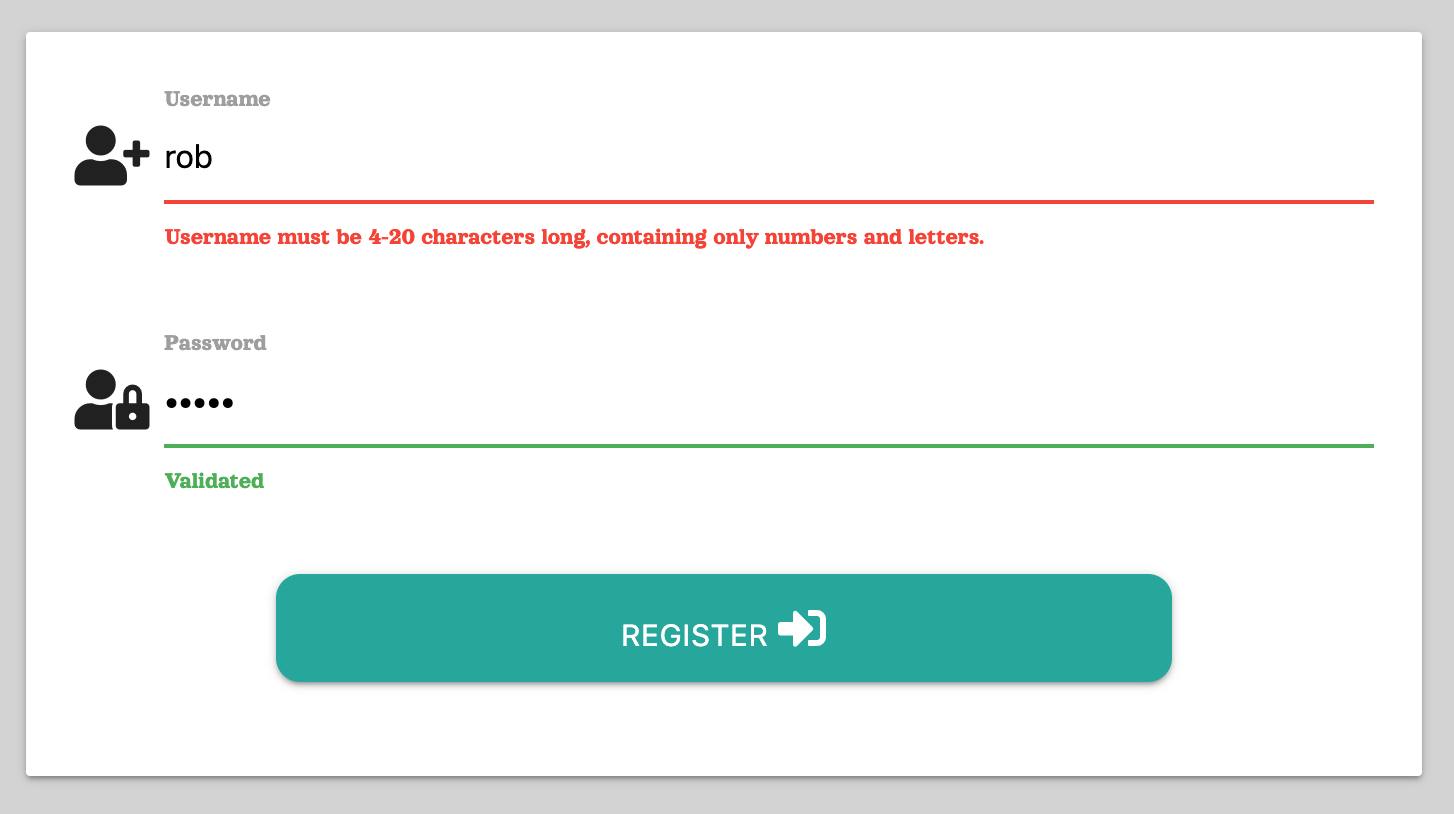 Username
rob
Username must be 4-20 characters long, containing only numbers and letters.
Password
•••••
Validated
REGISTER